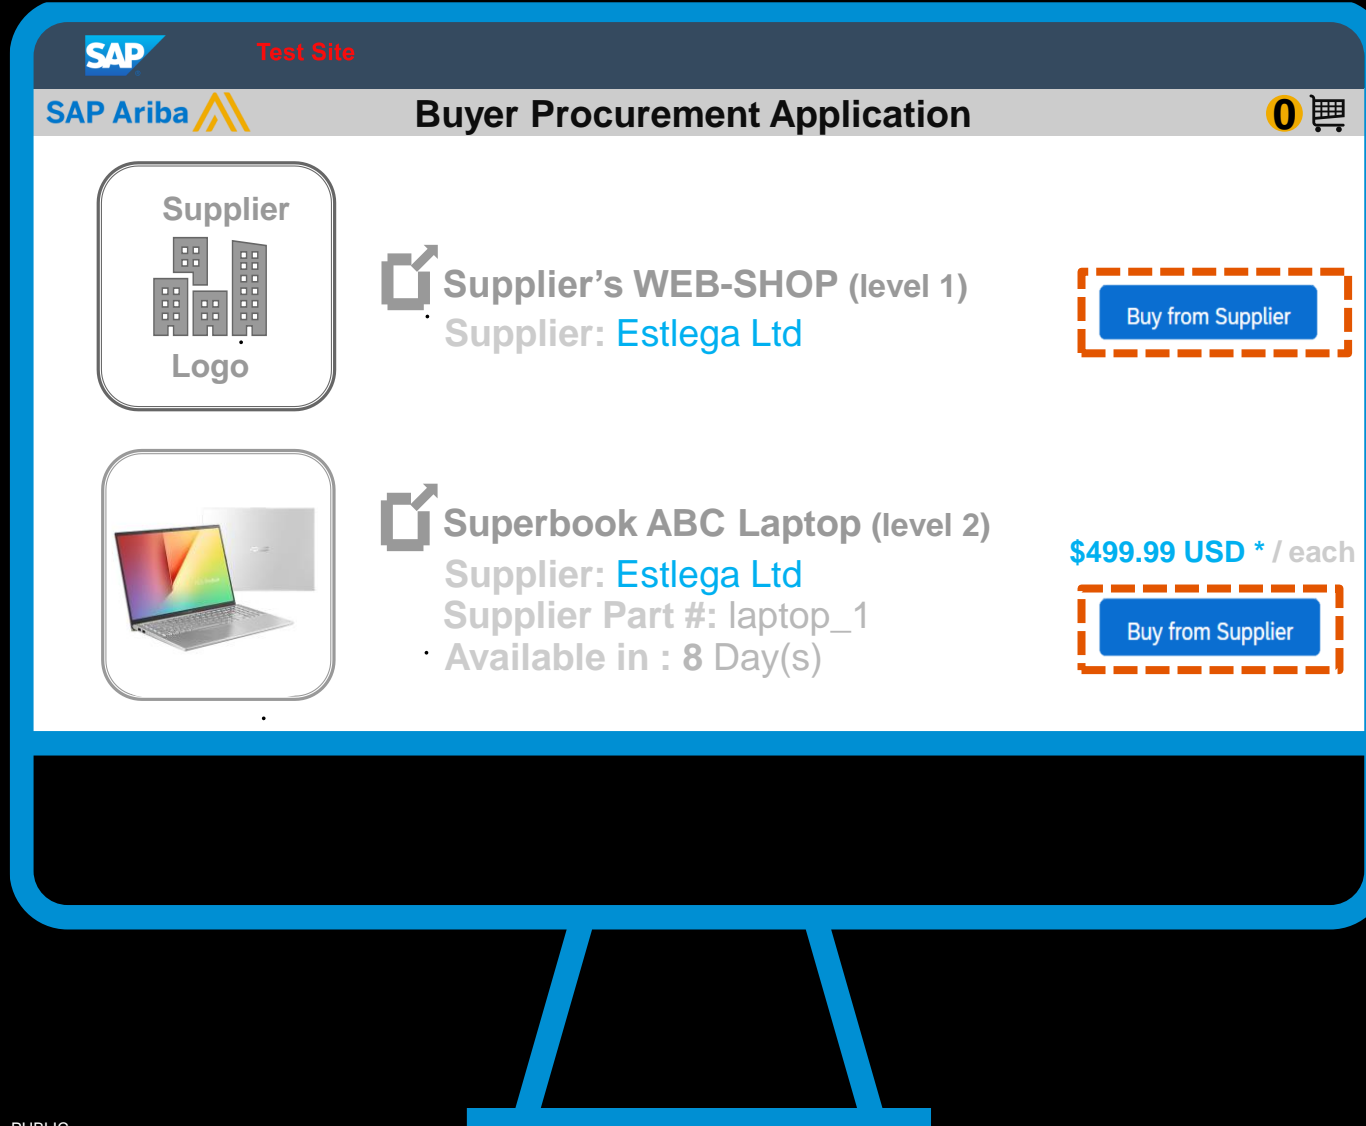 SAP
Test Site
SAP Ariba
Buyer Procurement Application
0
Supplier
Logo
Supplier’s WEB-SHOP (level 1)
Supplier: Estlega Ltd
Buy from Supplier
Superbook ABC Laptop (level 2)
Supplier: Estlega Ltd
Supplier Part #: laptop_1
Available in : 8 Day(s)
$499.99 USD * / each
Buy from Supplier
PUBLIC